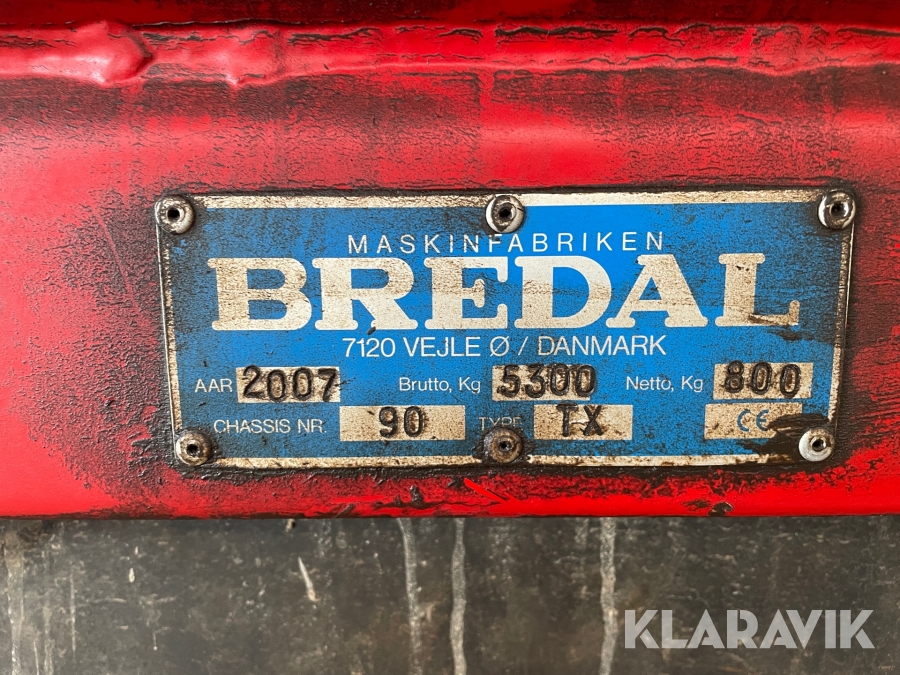 MASKINFABRIKEN
BREDAL
7120 VEJLE Ø / DANMARK
AAR 2007 Brutto, Kg 5300 Netto, Kg 800
CHASSIS NR. 90 TYPE TX CE
KLARAVIK